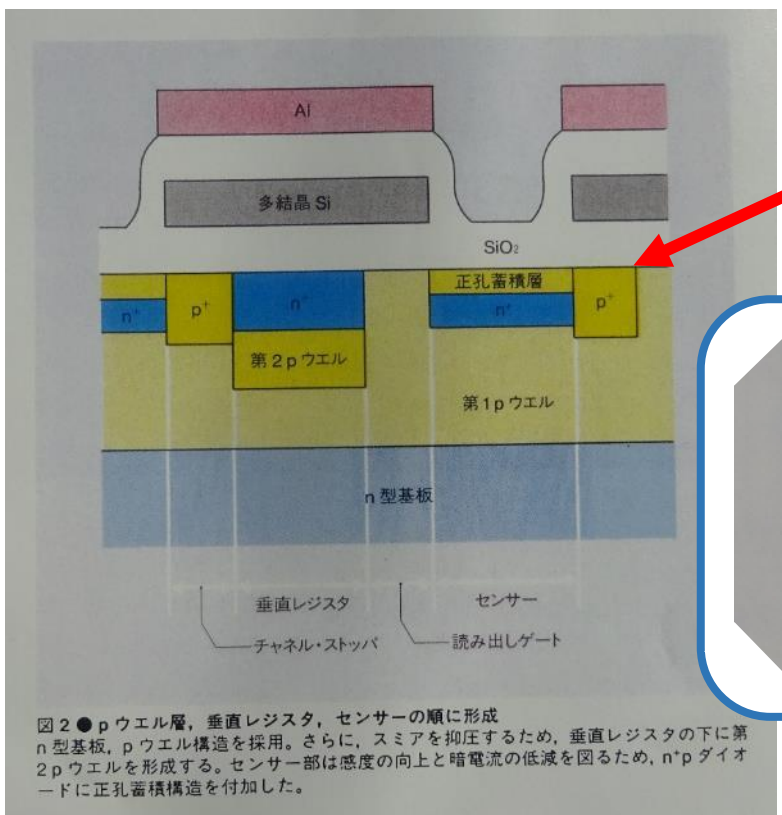 Al
多結晶 Si
SiO₂
正孔蓄積層
n⁺
p⁺
n⁺
n⁺
p⁺
第2pウエル
第1pウエル
n型基板
垂直レジスタ
センサー
チャネル・ストッパ
読み出しゲート
図2●pウエル層，垂直レジスタ，センサーの順に形成
n型基板，pウエル構造を採用。さらに，スミアを抑圧するため，垂直レジスタの下に第
2pウエルを形成する。センサー部は感度の向上と暗電流の低減を図るため，n⁺pダイオ
ードに正孔蓄積構造を付加した。